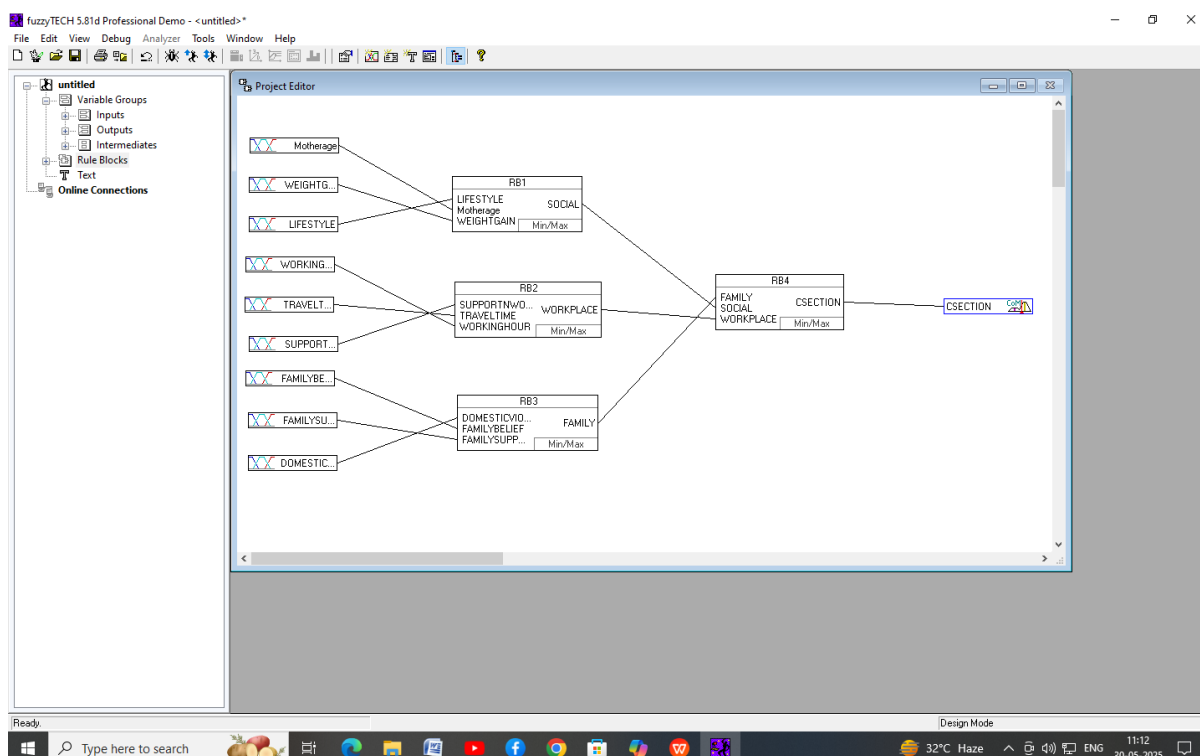 fuzzyTECH 5.81d Professional Demo - <untitled>*
File Edit View Debug Analyzer Tools Window Help
untitled
Variable Groups
Inputs
Outputs
Intermediates
Rule Blocks
Text
Online Connections
Project Editor
Motherage
WEIGHTG...
LIFESTYLE
WORKING...
TRAVELT...
SUPPORT...
FAMILYBE...
FAMILYSU...
DOMESTIC...
RB1
LIFESTYLE
Motherage
WEIGHTGAIN
SOCIAL
Min/Max
RB2
SUPPORTNWO...
TRAVELTIME
WORKINGHOUR
WORKPLACE
Min/Max
RB3
DOMESTICVIO...
FAMILYBELIEF
FAMILYSUPP...
FAMILY
Min/Max
RB4
FAMILY
SOCIAL
WORKPLACE
CSECTION
Min/Max
CSECTION CoM
Ready.
Design Mode
Type here to search
32°C Haze
ENG
11:12
30-05-2025